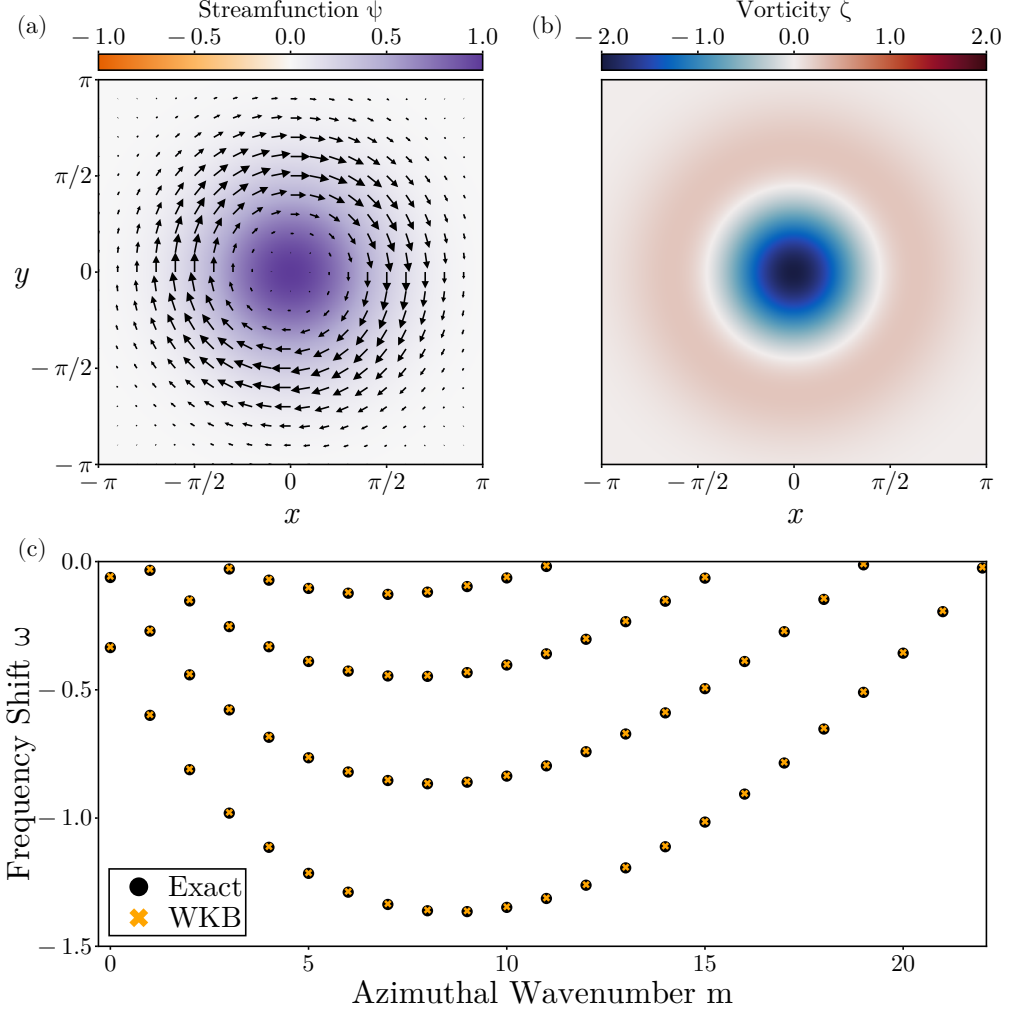 (a)
Streamfunction ψ
−1.0 −0.5 0.0 0.5 1.0
π
π/2
y 0
−π/2
−π
−π −π/2 0 π/2 π
x
(b)
Vorticity ζ
−2.0 −1.0 0.0 1.0 2.0
−π −π/2 0 π/2 π
x
(c)
Frequency Shift ω
0.0
−0.5
−1.0
−1.5
Exact
WKB
0 5 10 15 20
Azimuthal Wavenumber m